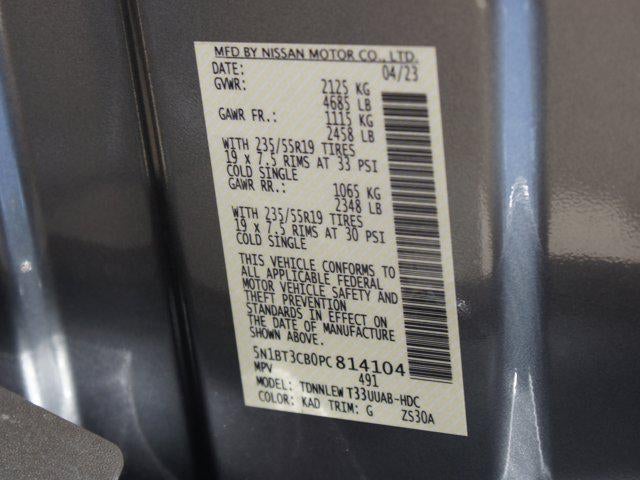 MFD BY NISSAN MOTOR CO., LTD.
DATE: 04/23
GVWR: 2125 KG
4685 LB
GAWR FR.: 1115 KG
2458 LB
WITH 235/55R19 TIRES
19 x 7.5 RIMS AT 33 PSI
COLD SINGLE
GAWR RR.: 1065 KG
2348 LB
WITH 235/55R19 TIRES
19 x 7.5 RIMS AT 30 PSI
COLD SINGLE
THIS VEHICLE CONFORMS TO
ALL APPLICABLE FEDERAL
MOTOR VEHICLE SAFETY AND
THEFT PREVENTION
STANDARDS IN EFFECT ON
THE DATE OF MANUFACTURE
SHOWN ABOVE.
5N1BT3CB0PC814104
MPV 491
MODEL: TDNNLEW T33UUAB-HDC
COLOR: KAD TRIM: G ZS30A